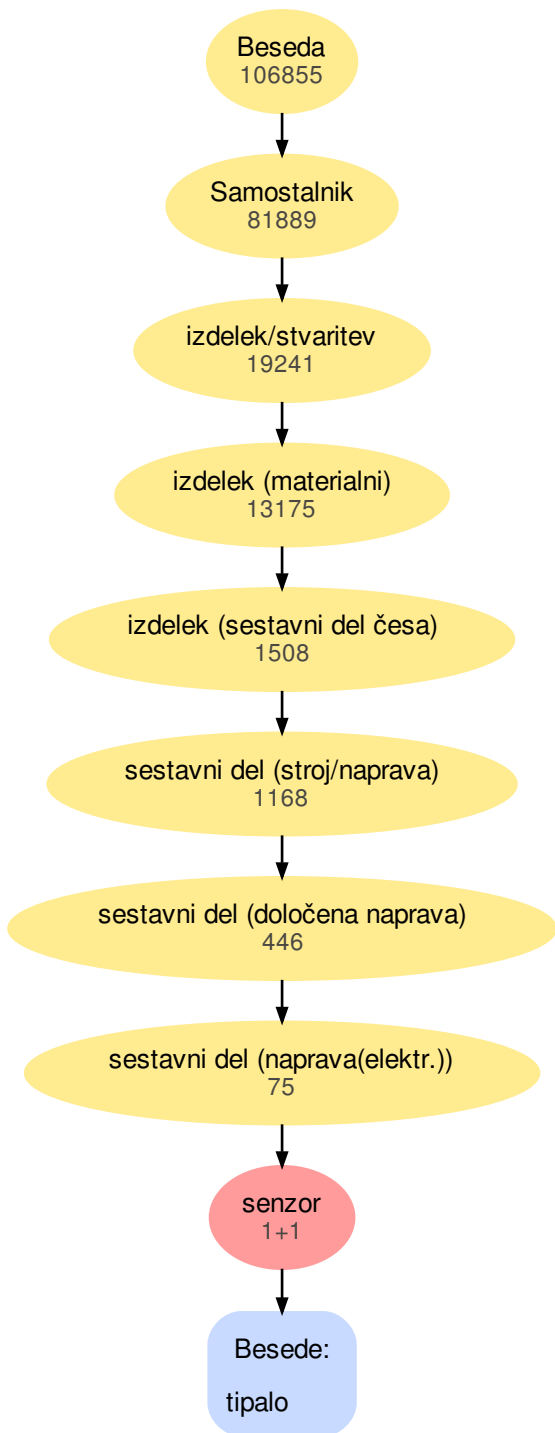 Beseda
106855
Samostalnik
81889
izdelek/stvaritev
19241
izdelek (materialni)
13175
izdelek (sestavni del česa)
1508
sestavni del (stroj/naprava)
1168
sestavni del (določena naprava)
446
sestavni del (naprava(elektr.))
75
senzor
1+1
Besede:
tipalo